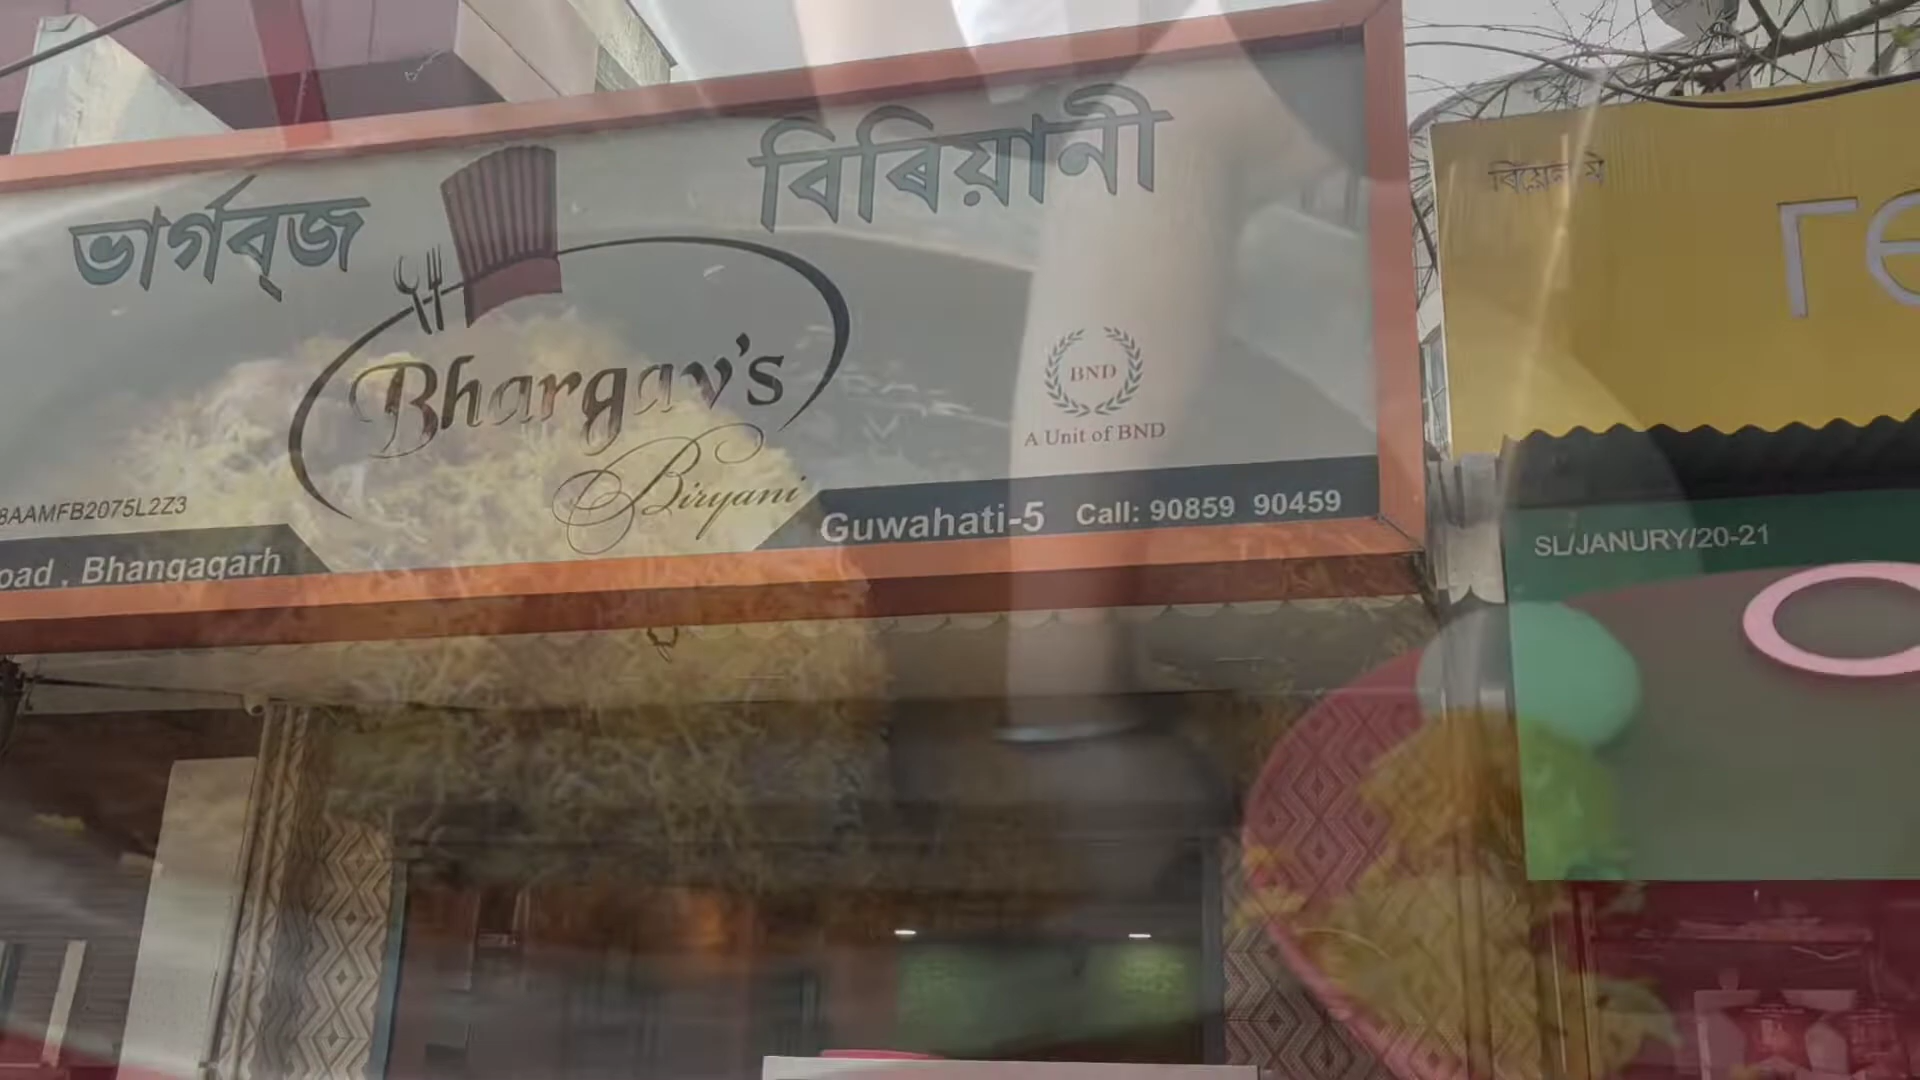 ভাৰ্গৱ্‌জ বিৰিয়ানী
Bhargav's
Biryani
BND
A Unit of BND
8AAMFB2075L2Z3
oad , Bhangagarh
Guwahati-5 Call: 90859 90459
re
SL/JANURY/20-21